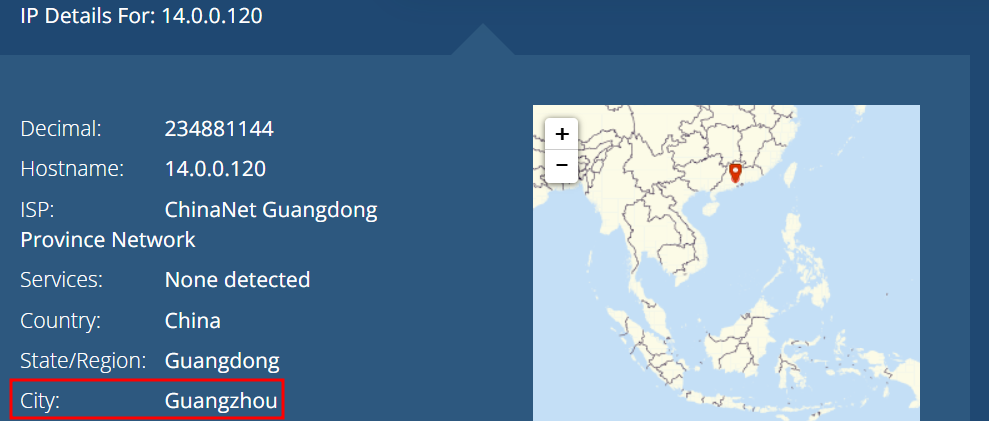 IP Details For: 14.0.0.120
Decimal: 234881144
Hostname: 14.0.0.120
ISP: ChinaNet Guangdong
Province Network
Services: None detected
Country: China
State/Region: Guangdong
City: Guangzhou
+
−